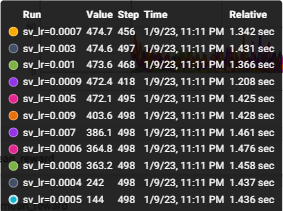 Run Value Step Time Relative
sv_lr=0.0007 474.7 456 1/9/23, 11:11 PM 1.342 sec
sv_lr=0.003 474.6 497 1/9/23, 11:11 PM 1.431 sec
sv_lr=0.001 473.6 468 1/9/23, 11:11 PM 1.356 sec
sv_lr=0.0009 472.4 418 1/9/23, 11:11 PM 1.208 sec
sv_lr=0.005 472.1 495 1/9/23, 11:11 PM 1.425 sec
sv_lr=0.009 403.6 498 1/9/23, 11:11 PM 1.428 sec
sv_lr=0.007 386.1 498 1/9/23, 11:11 PM 1.461 sec
sv_lr=0.0006 364.8 498 1/9/23, 11:11 PM 1.476 sec
sv_lr=0.0008 363.2 498 1/9/23, 11:11 PM 1.458 sec
sv_lr=0.0004 242 498 1/9/23, 11:11 PM 1.437 sec
sv_lr=0.0005 144 498 1/9/23, 11:11 PM 1.436 sec